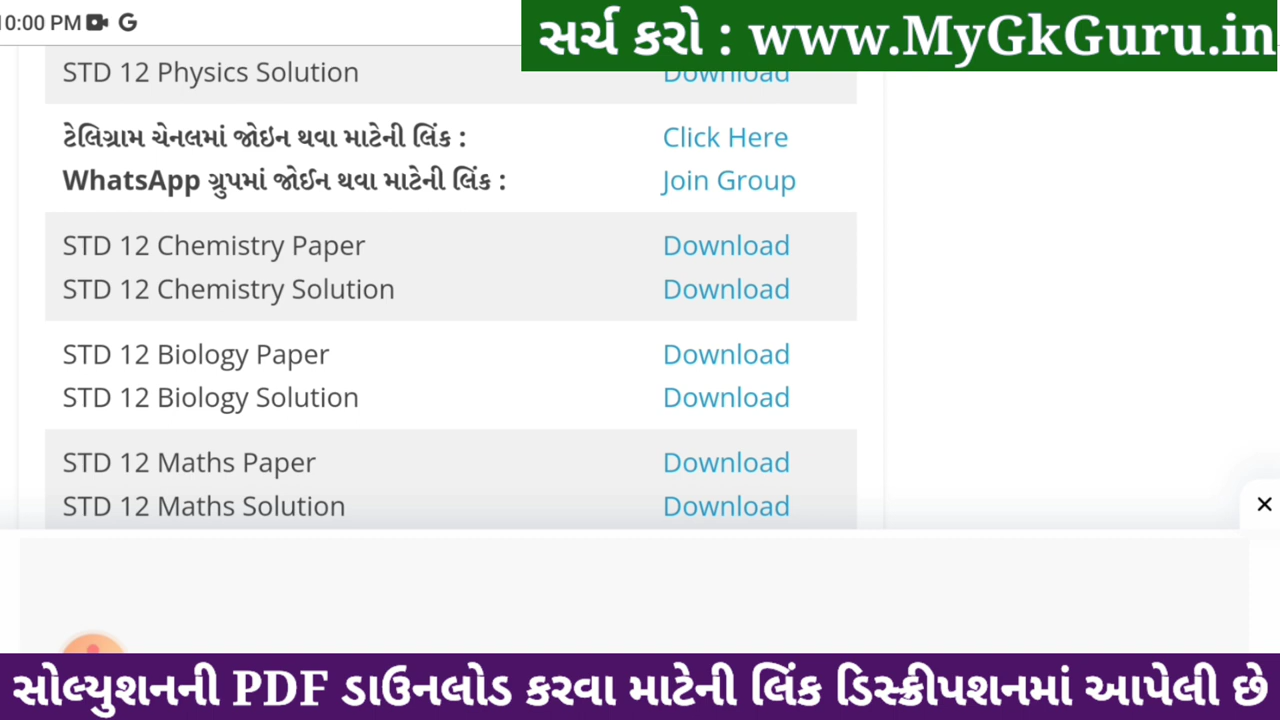 10:00 PM G
સર્ચ કરો : www.MyGkGuru.in
STD 12 Physics Solution Download
ટેલિગ્રામ ચેનલમાં જોઇન થવા માટેની લિંક : Click Here
WhatsApp ગ્રુપમાં જોઈન થવા માટેની લિંક : Join Group
STD 12 Chemistry Paper Download
STD 12 Chemistry Solution Download
STD 12 Biology Paper Download
STD 12 Biology Solution Download
STD 12 Maths Paper Download
STD 12 Maths Solution Download
સોલ્યુશનની PDF ડાઉનલોડ કરવા માટેની લિંક ડિસ્ક્રીપશનમાં આપેલી છે